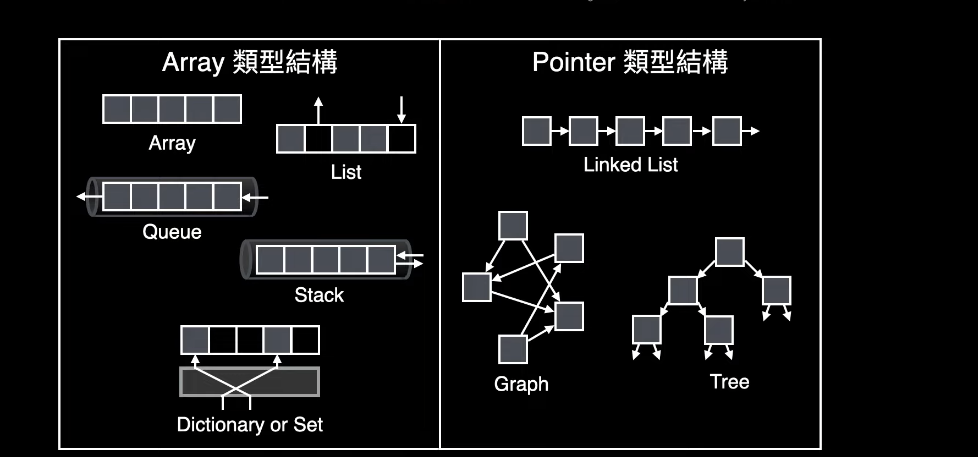 Array 類型結構
Array
List
Queue
Stack
Dictionary or Set
Pointer 類型結構
Linked List
Graph
Tree